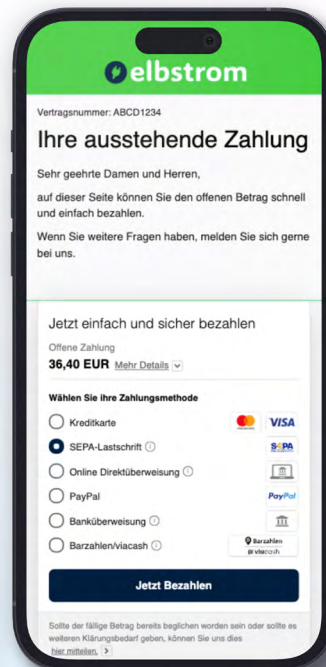 elbstrom
Vertragsnummer: ABCD1234
Ihre ausstehende Zahlung
Sehr geehrte Damen und Herren,
auf dieser Seite können Sie den offenen Betrag schnell
und einfach bezahlen.
Wenn Sie weitere Fragen haben, melden Sie sich gerne
bei uns.
Jetzt einfach und sicher bezahlen
Offene Zahlung
36,40 EUR Mehr Details
Wählen Sie ihre Zahlungsmethode
Kreditkarte VISA
SEPA-Lastschrift SEPA
Online Direktüberweisung
PayPal PayPal
Banküberweisung
Barzahlen/viacash Barzahlen
viacash
Jetzt Bezahlen
Sollte der fällige Betrag bereits beglichen worden sein oder sollte es
weiteren Klärungsbedarf geben, können Sie uns dies
hier mitteilen.